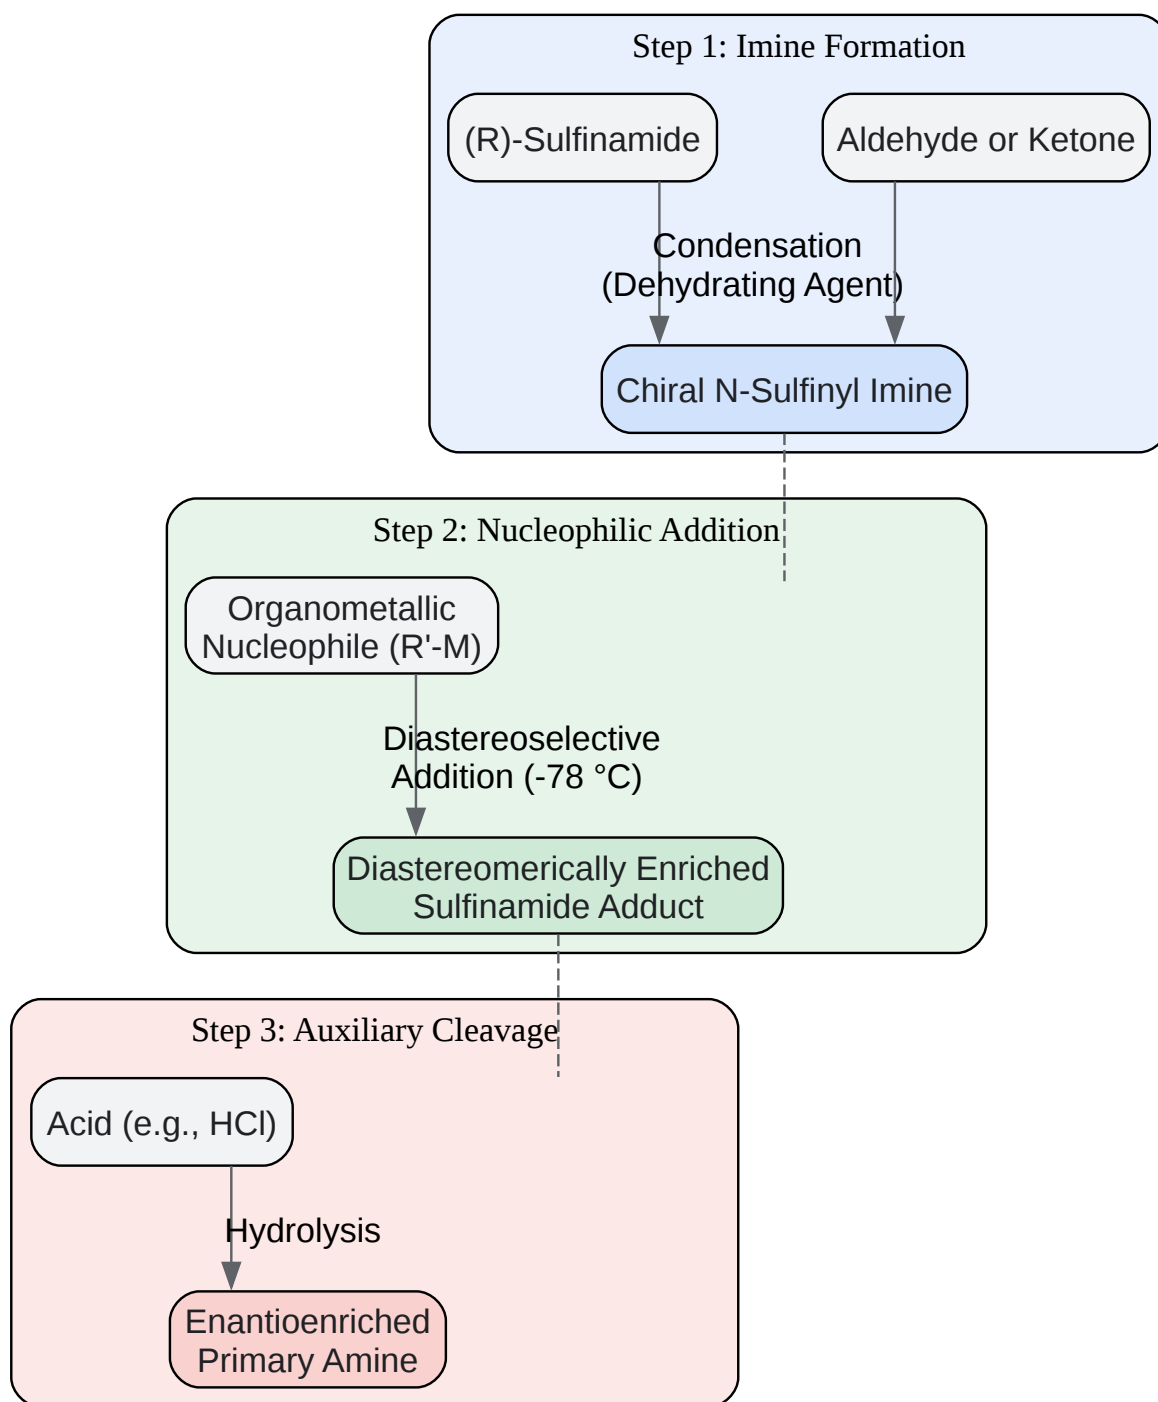 Step 1: Imine Formation
(R)-Sulfinamide
Aldehyde or Ketone
Condensation
(Dehydrating Agent)
Chiral N-Sulfinyl Imine
Step 2: Nucleophilic Addition
Organometallic
Nucleophile (R'-M)
Diastereoselective
Addition (-78 °C)
Diastereomerically Enriched
Sulfinamide Adduct
Step 3: Auxiliary Cleavage
Acid (e.g., HCl)
Hydrolysis
Enantioenriched
Primary Amine